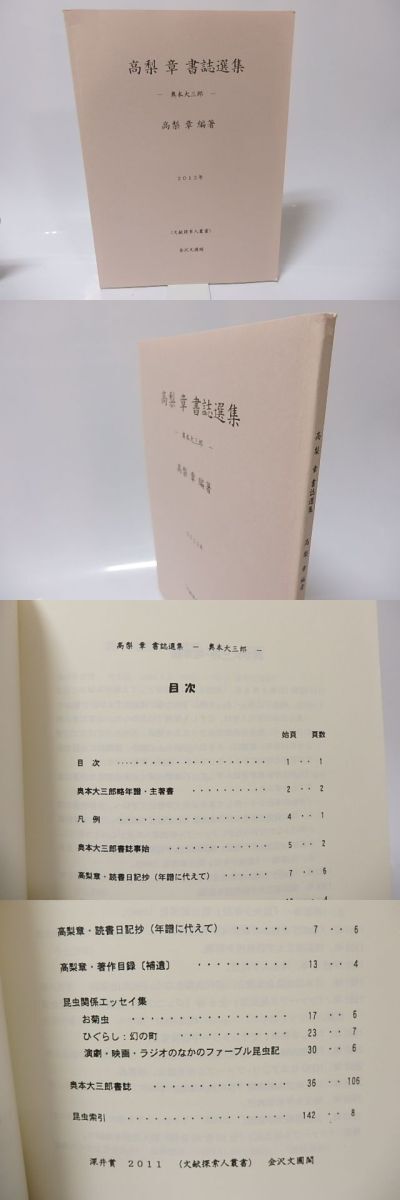 高梨 章 書誌選集
― 奥本大三郎 ―
高梨 章 編著
2012年
(文献探索人叢書)
金沢文圃閣
高梨 章 書誌選集
― 奥本大三郎 ―
高梨 章 編著
高梨 章 書誌選集 高梨 章 編著
高梨 章 書誌選集 ― 奥本大三郎 ―
目次
始頁 頁数
目 次 ・・・・・・・・・・・・・・・・・・・ 1 ・・ 1
奥本大三郎略年譜・主著書 ・・・・・・・・・・・ 2 ・・ 2
凡 例 ・・・・・・・・・・・・・・・・・・・ 4 ・・ 1
奥本大三郎書誌事始 ・・・・・・・・・・・・・ 5 ・・ 2
高梨章・読書日記抄(年譜に代えて) ・・・・・・ 7 ・・ 6
高梨章・読書日記抄(年譜に代えて) ・・・・・・ 7 ・・ 6
高梨章・著作目録〔補遺〕 ・・・・・・・・・・ 13 ・・ 4
昆虫関係エッセイ集
お菊虫 ・・・・・・・・・・・・・・・ 17 ・・ 6
ひぐらし:幻の町 ・・・・・・・・・・・ 23 ・・ 7
演劇・映画・ラジオのなかのファーブル昆虫記 30 ・・ 6
奥本大三郎書誌 ・・・・・・・・・・・・・・・ 36 ・・ 106
昆虫索引 ・・・・・・・・・・・・・・・・・・ 142 ・・ 8
深井賞 2011 (文献探索人叢書) 金沢文圃閣